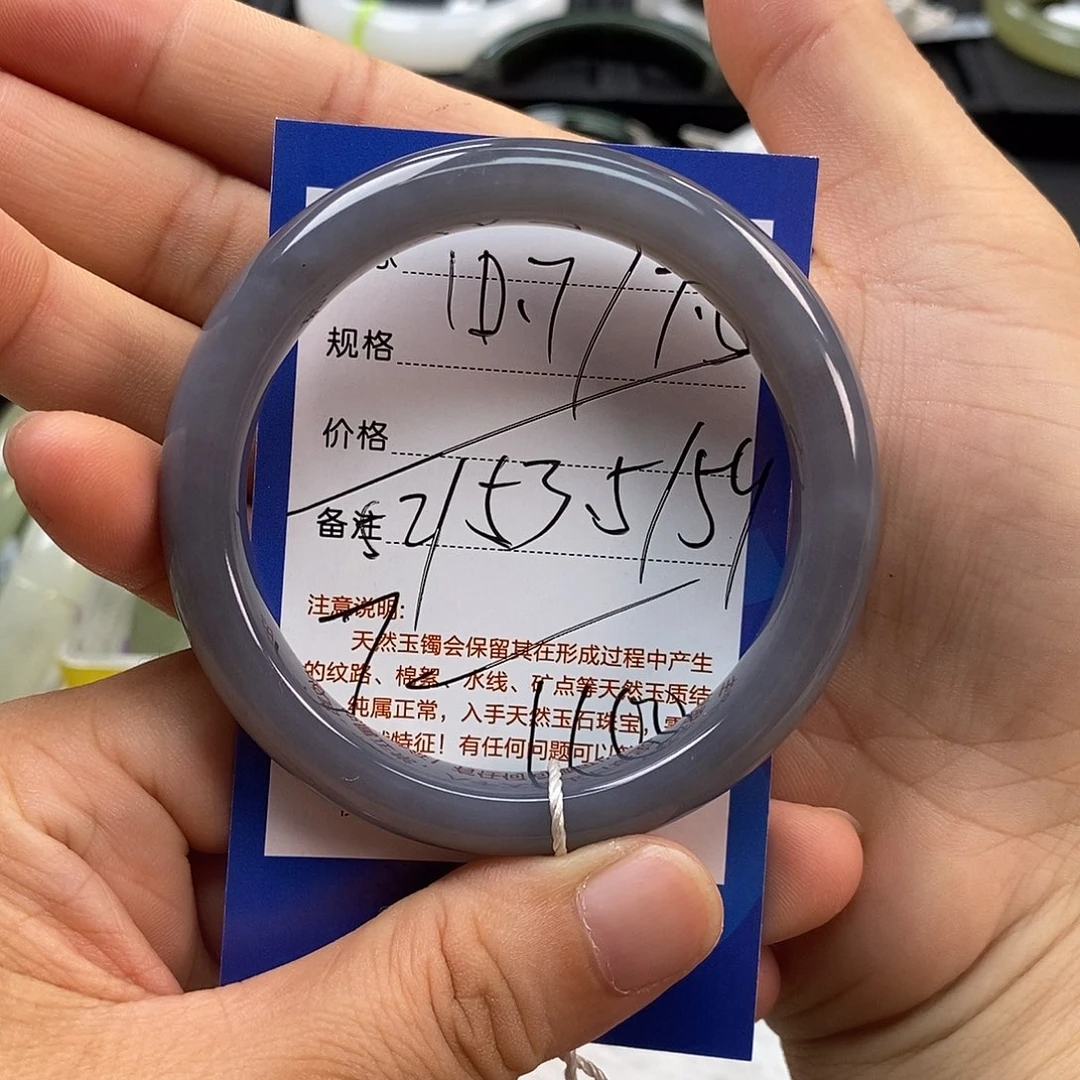 10.7/7.
规格
价格
备注 52/53.5/54
注意说明:
天然玉镯会保留其在形成过程中产生
的纹路、棉絮、水线、矿点等天然玉质结
纯属正常，入手天然玉石珠宝，
特征！有任何问题可以
1100